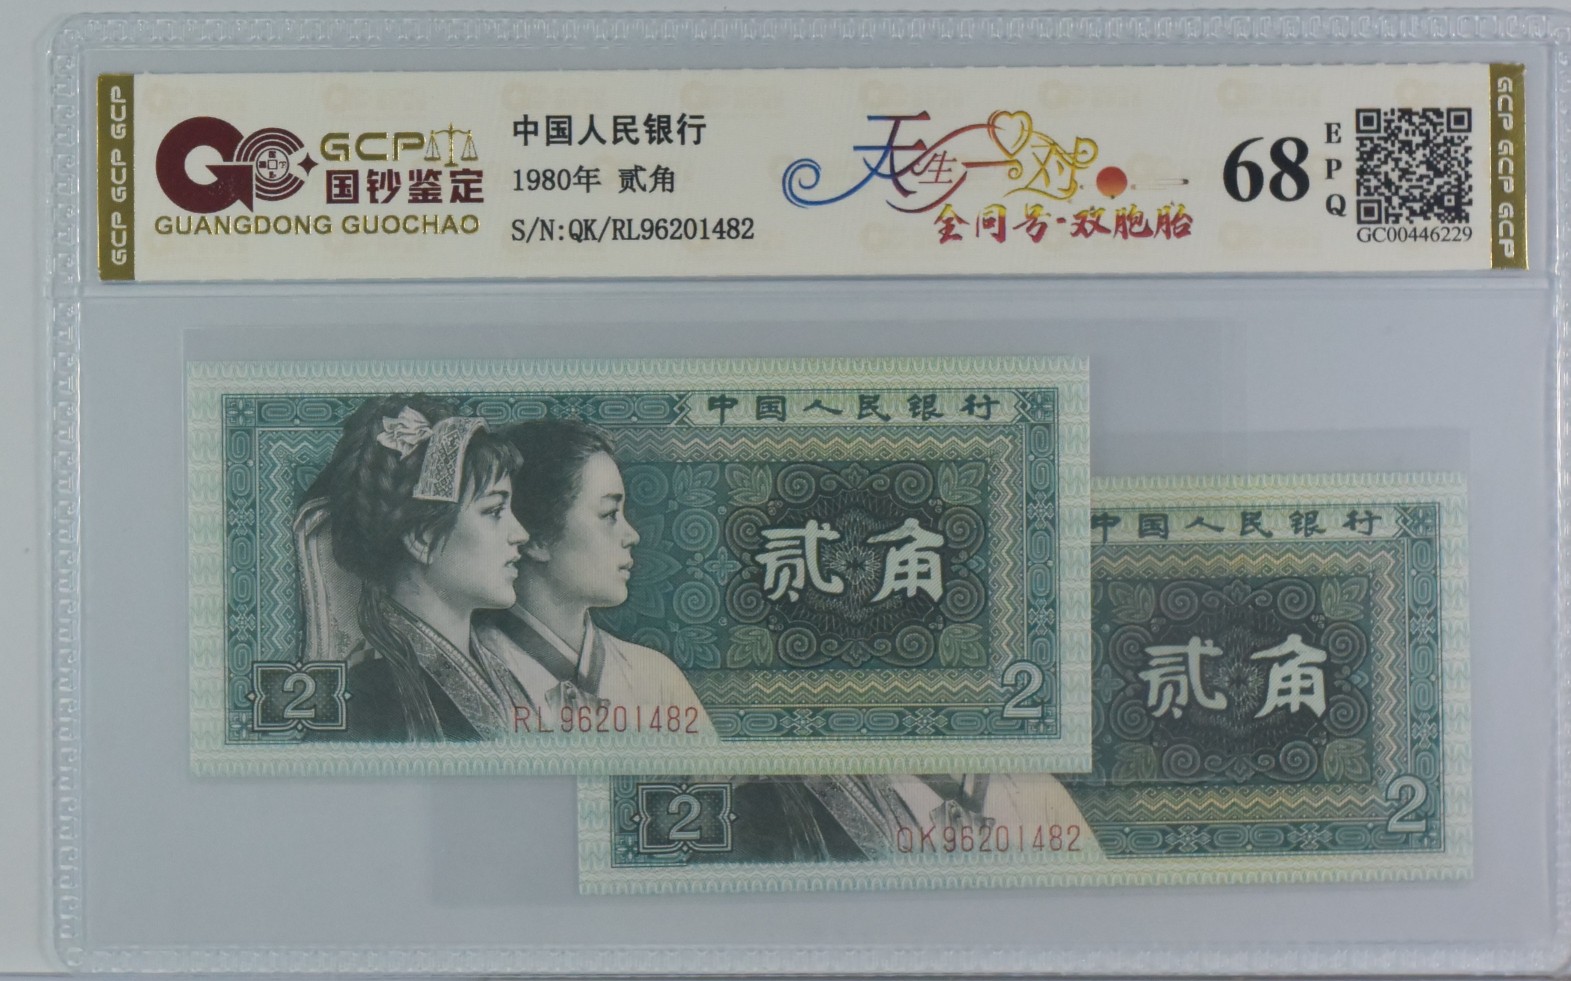 GCP GCP GCP
GCP
国钞鉴定
GUANGDONG GUOCHAO
中国人民银行
1980年 贰角
S/N:QK/RL96201482
天生一对
全同号·双胞胎
68
EPQ
GC00446229
GCP GCP GCP
中国人民银行
贰角
2
2
RL 96201482
中国人民银行
贰角
2
2
QK96201482